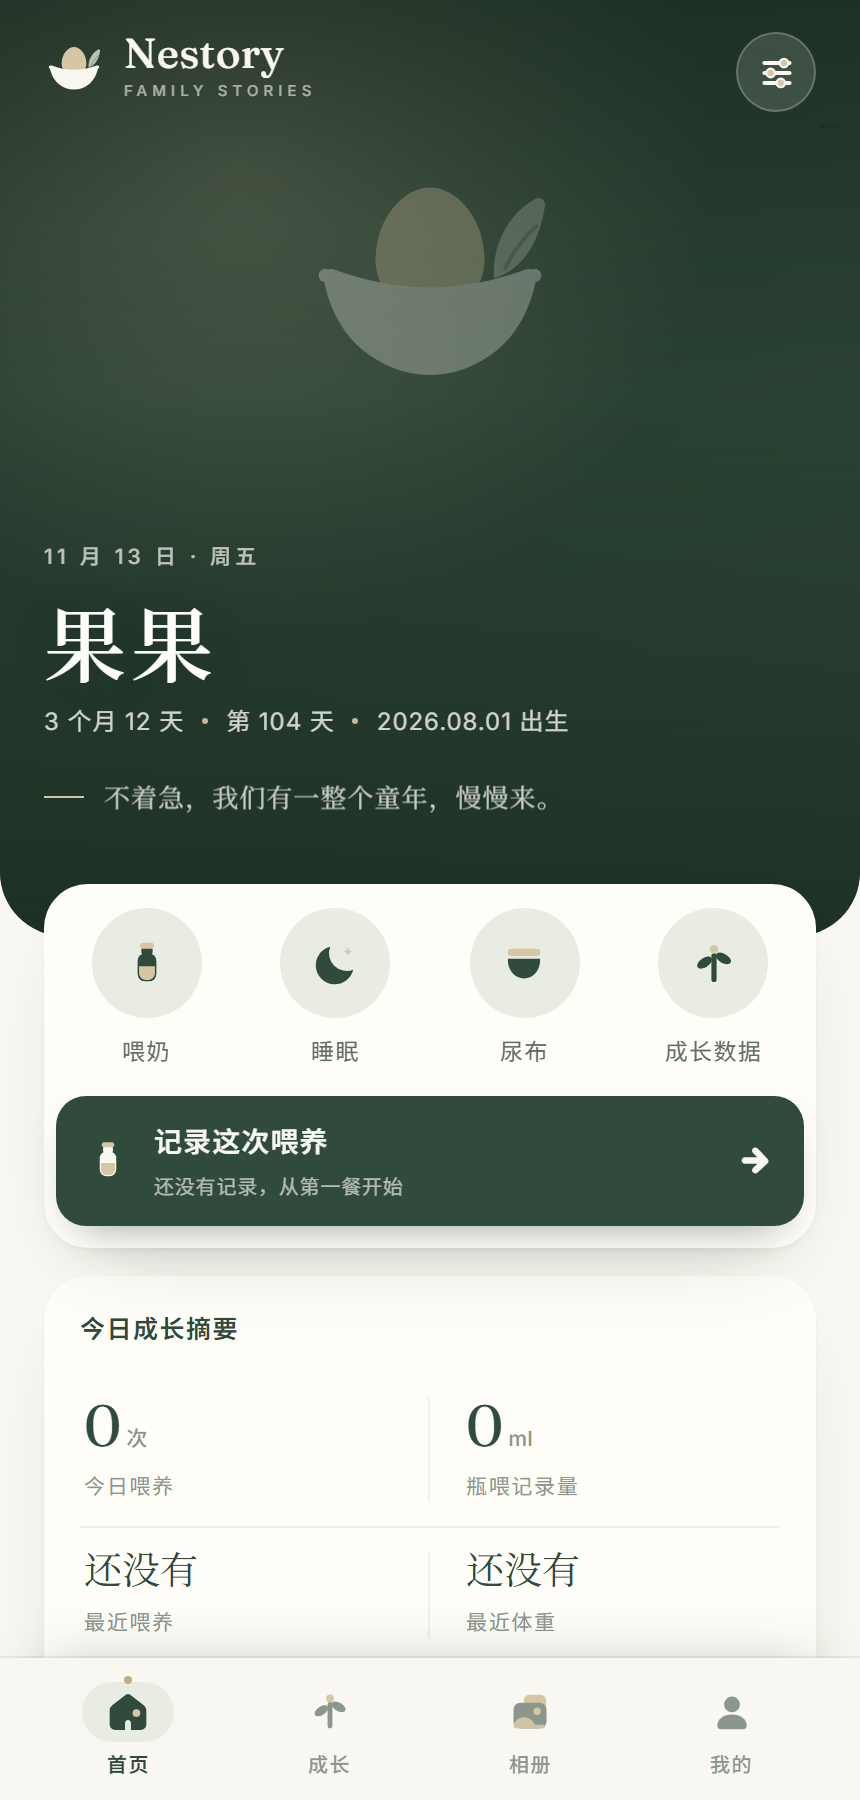 Nestory
FAMILY STORIES
11 月 13 日 · 周五
果果
3 个月 12 天 • 第 104 天 • 2026.08.01 出生
不着急，我们有一整个童年，慢慢来。
喂奶 睡眠 尿布 成长数据
记录这次喂养
还没有记录，从第一餐开始
今日成长摘要
0 次 0 ml
今日喂养 瓶喂记录量
还没有 还没有
最近喂养 最近体重
首页 成长 相册 我的